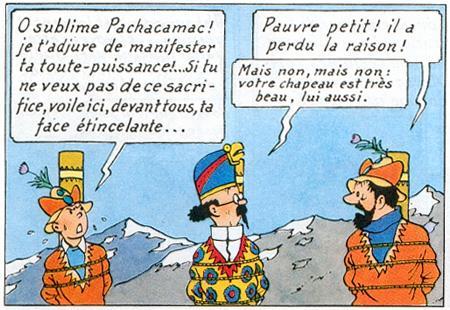 O sublime Pachacamac!
je t'adjure de manifester
ta toute-puissance!...Si tu
ne veux pas de ce sacri-
fice, voile ici, devant tous, ta
face étincelante...
Pauvre petit! il a
perdu la raison!
Mais non, mais non:
votre chapeau est très
beau, lui aussi.